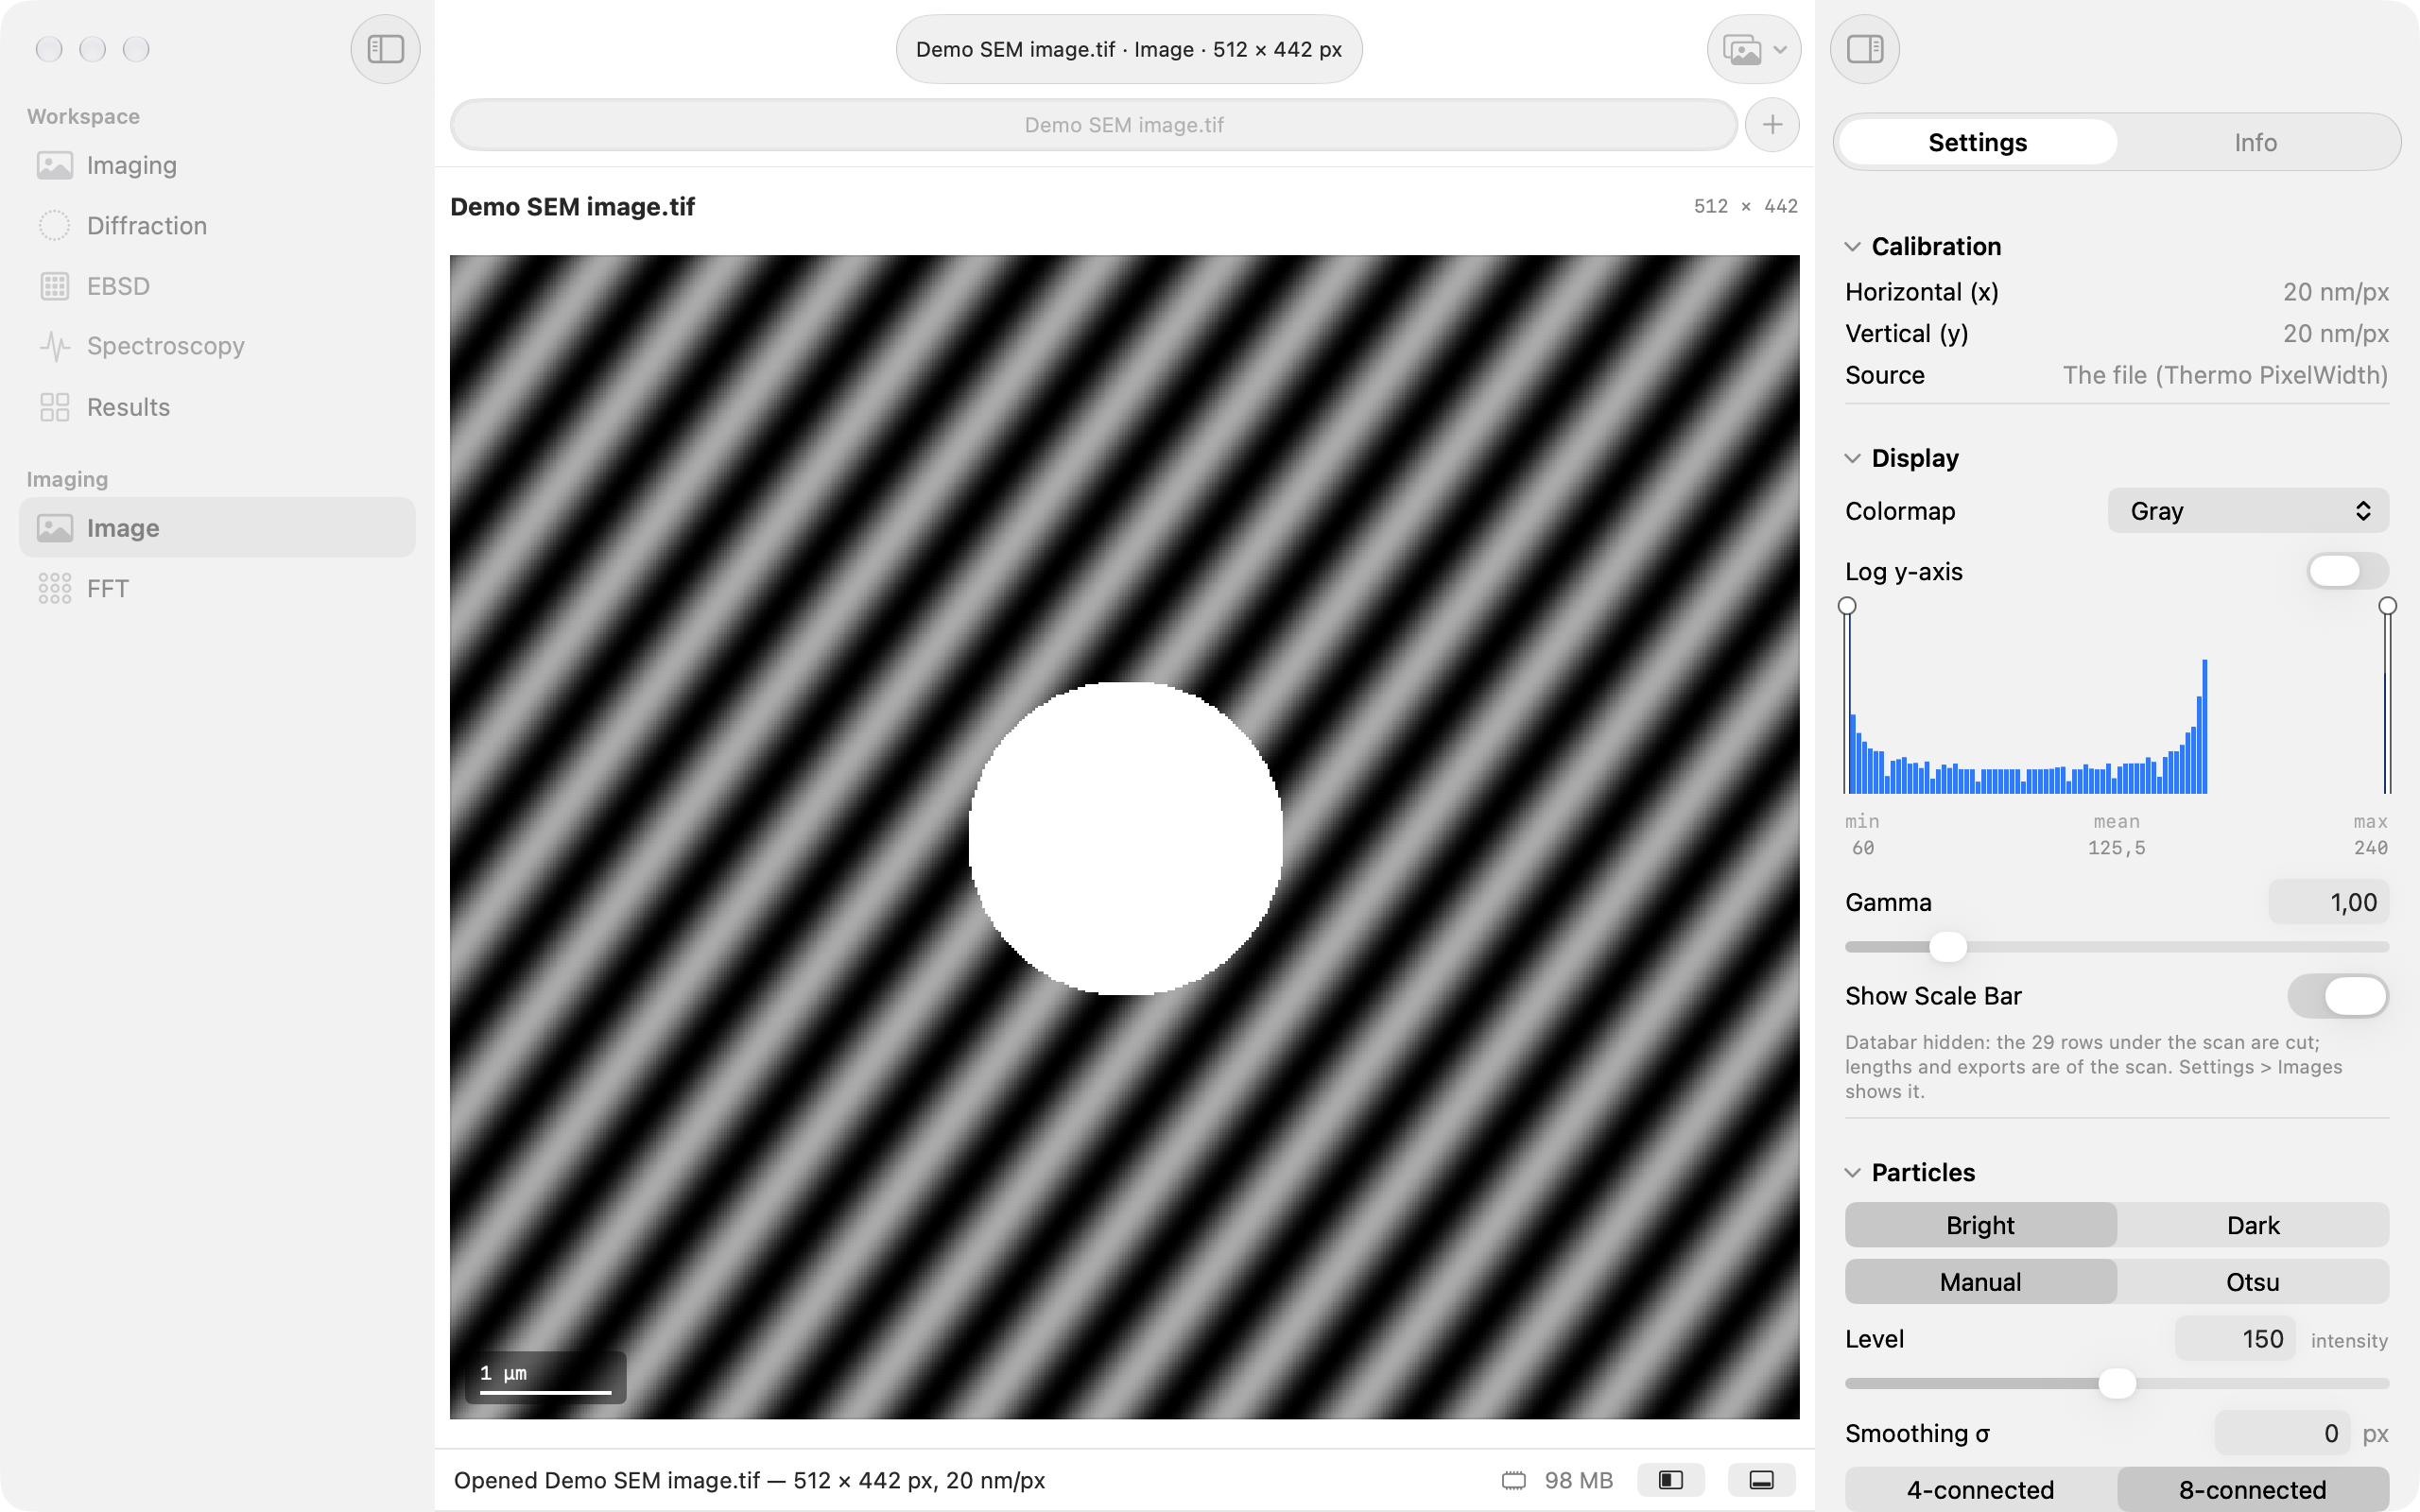 Demo SEM image.tif · Image · 512 × 442 px
Workspace
Imaging
Diffraction
EBSD
Spectroscopy
Results
Imaging
Image
FFT
Demo SEM image.tif
Demo SEM image.tif
512 × 442
1 µm
Opened Demo SEM image.tif — 512 × 442 px, 20 nm/px
98 MB
Settings
Info
Calibration
Horizontal (x) 20 nm/px
Vertical (y) 20 nm/px
Source The file (Thermo PixelWidth)
Display
Colormap Gray
Log y-axis
min mean max
60 125,5 240
Gamma 1,00
Show Scale Bar
Databar hidden: the 29 rows under the scan are cut;
lengths and exports are of the scan. Settings > Images
shows it.
Particles
Bright Dark
Manual Otsu
Level 150 intensity
Smoothing σ 0 px
4-connected 8-connected